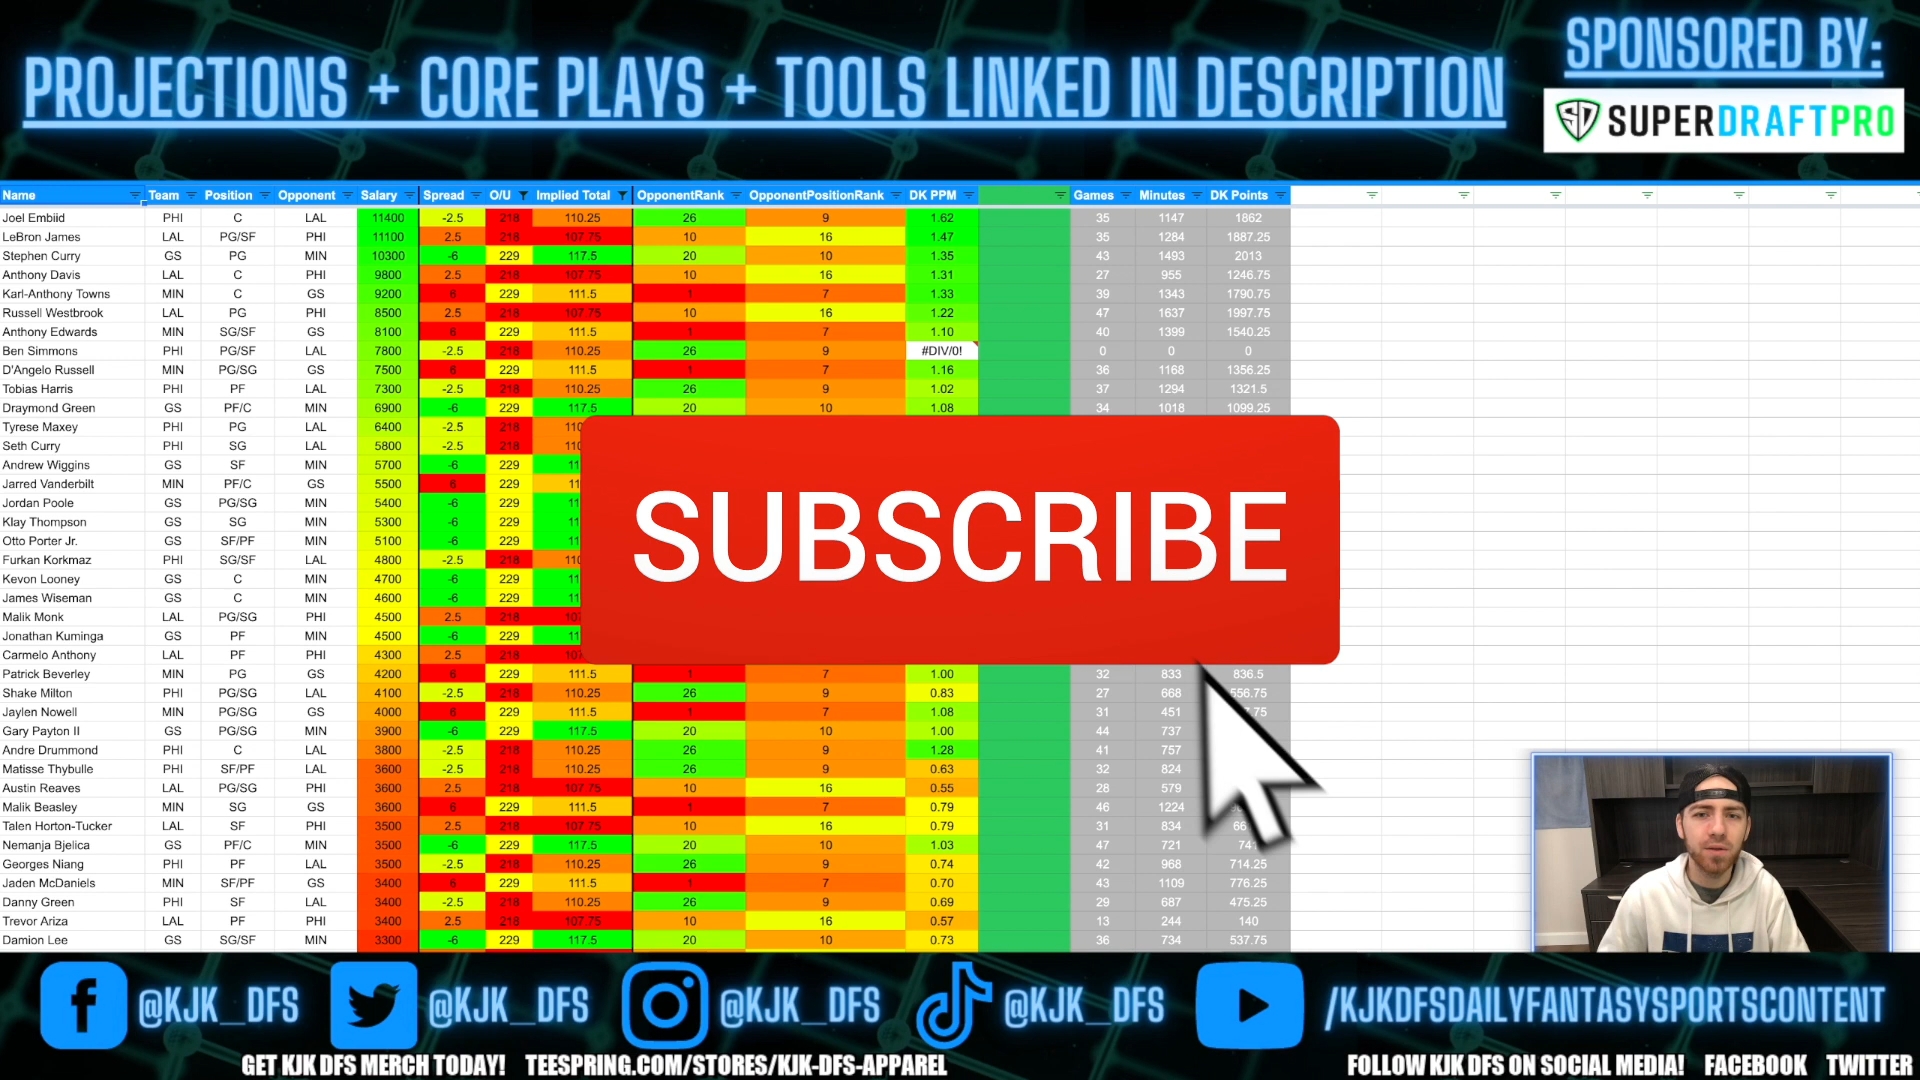 PROJECTIONS + CORE PLAYS + TOOLS LINKED IN DESCRIPTION
SPONSORED BY:
SD SUPERDRAFTPRO
Name Team Position Opponent Salary Spread O/U Implied Total OpponentRank OpponentPositionRank DK PPM Games Minutes DK Points
Joel Embiid PHI C LAL 11400 -2.5 218 110.25 26 9 1.62 35 1147 1862
LeBron James LAL PG/SF PHI 11100 2.5 218 107.75 10 16 1.47 35 1284 1887.25
Stephen Curry GS PG MIN 10300 -6 229 117.5 20 10 1.35 43 1493 2013
Anthony Davis LAL C PHI 9800 2.5 218 107.75 10 16 1.31 27 955 1246.75
Karl-Anthony Towns MIN C GS 9200 6 229 111.5 1 7 1.33 39 1343 1790.75
Russell Westbrook LAL PG PHI 8500 2.5 218 107.75 10 16 1.22 47 1637 1997.75
Anthony Edwards MIN SG/SF GS 8100 6 229 111.5 1 7 1.10 40 1399 1540.25
Ben Simmons PHI PG/SF LAL 7800 -2.5 218 110.25 26 9 #DIV/0! 0 0 0
D'Angelo Russell MIN PG/SG GS 7500 6 229 111.5 1 7 1.16 36 1168 1356.25
Tobias Harris PHI PF LAL 7300 -2.5 218 110.25 26 9 1.02 37 1294 1321.5
Draymond Green GS PF/C MIN 6900 -6 229 117.5 20 10 1.08 34 1018 1099.25
Tyrese Maxey PHI PG LAL 6400 -2.5 218
Seth Curry PHI SG LAL 5800 -2.5 218
Andrew Wiggins GS SF MIN 5700 -6 229
Jarred Vanderbilt MIN PF/C GS 5500 6 229
Jordan Poole GS PG/SG MIN 5400 -6 229
Klay Thompson GS SG MIN 5300 -6 229
Otto Porter Jr. GS SF/PF MIN 5100 -6 229
Furkan Korkmaz PHI SG/SF LAL 4800 -2.5 218
Kevon Looney GS C MIN 4700 -6 229
James Wiseman GS C MIN 4600 -6 229
Malik Monk LAL PG/SG PHI 4500 2.5 218
Jonathan Kuminga GS PF MIN 4500 -6 229
Carmelo Anthony LAL PF PHI 4300 2.5 218
Patrick Beverley MIN PG GS 4200 6 229 111.5 1 7 1.00 32 833 836.5
Shake Milton PHI PG/SG LAL 4100 -2.5 218 110.25 26 9 0.83 27 668 556.75
Jaylen Nowell MIN PG/SG GS 4000 6 229 111.5 1 7 1.08 31 451
Gary Payton II GS PG/SG MIN 3900 -6 229 117.5 20 10 1.00 44 737
Andre Drummond PHI C LAL 3800 -2.5 218 110.25 26 9 1.28 41 757
Matisse Thybulle PHI SF/PF LAL 3600 -2.5 218 110.25 26 9 0.63 32 824
Austin Reaves LAL PG/SG PHI 3600 2.5 218 107.75 10 16 0.55 28 579
Malik Beasley MIN SG GS 3600 6 229 111.5 1 7 0.79 46 1224
Talen Horton-Tucker LAL SF PHI 3500 2.5 218 107.75 10 16 0.79 31 834
Nemanja Bjelica GS PF/C MIN 3500 -6 229 117.5 20 10 1.03 47 721
Georges Niang PHI PF LAL 3500 -2.5 218 110.25 26 9 0.74 42 968 714.25
Jaden McDaniels MIN SF/PF GS 3400 6 229 111.5 1 7 0.70 43 1109 776.25
Danny Green PHI SF LAL 3400 -2.5 218 110.25 26 9 0.69 29 687 475.25
Trevor Ariza LAL PF PHI 3400 2.5 218 107.75 10 16 0.57 13 244 140
Damion Lee GS SG/SF MIN 3300 -6 229 117.5 20 10 0.73 36 734 537.75
SUBSCRIBE
@KJK_DFS @KJK_DFS @KJK_DFS @KJK_DFS /KJKDFSDAILYFANTASYSPORTSCONTENT
GET KJK DFS MERCH TODAY! TEESPRING.COM/STORES/KJK-DFS-APPAREL FOLLOW KJK DFS ON SOCIAL MEDIA! FACEBOOK TWITTER